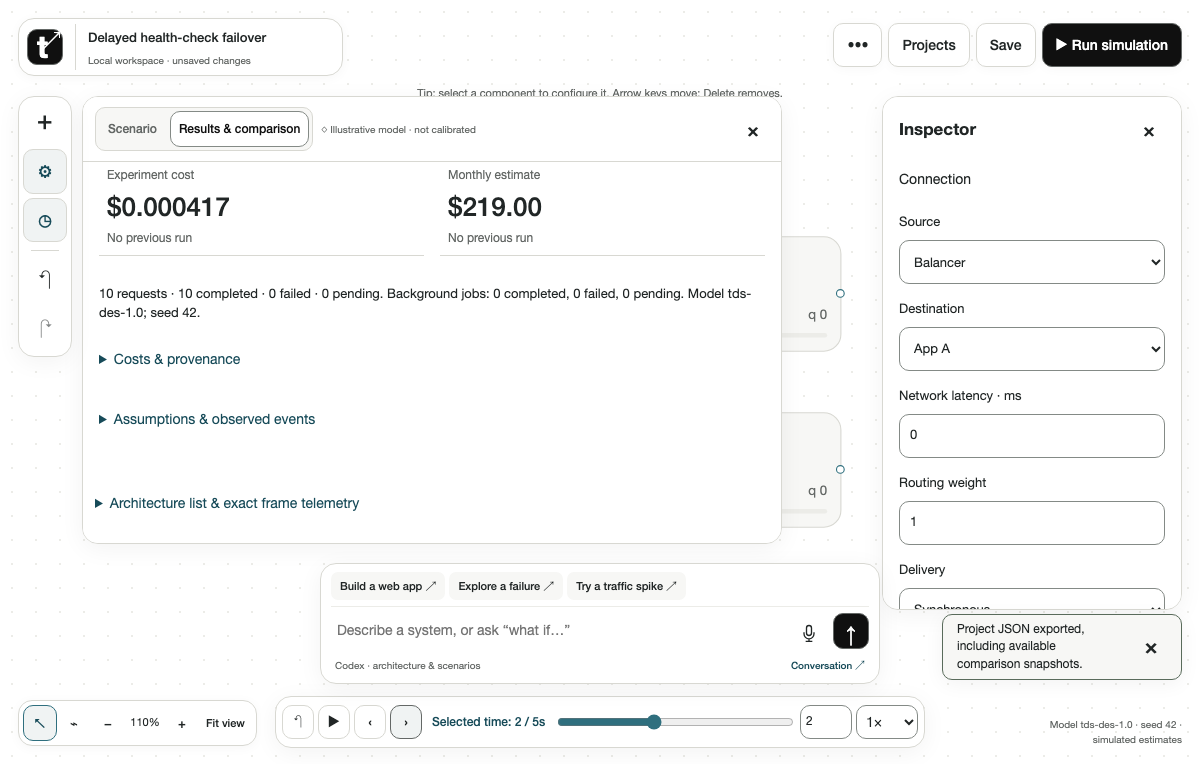 t
Delayed health-check failover
Local workspace · unsaved changes
•••
Projects
Save
▶ Run simulation
Tip: select a component to configure it. Arrow keys move; Delete removes.
+
Scenario
Results & comparison
◇ Illustrative model · not calibrated
×
Experiment cost
$0.000417
No previous run
Monthly estimate
$219.00
No previous run
10 requests · 10 completed · 0 failed · 0 pending. Background jobs: 0 completed, 0 failed, 0 pending. Model tds-
des-1.0; seed 42.
▶ Costs & provenance
▶ Assumptions & observed events
▶ Architecture list & exact frame telemetry
q 0
q 0
Inspector
×
Connection
Source
Balancer
Destination
App A
Network latency · ms
0
Routing weight
1
Delivery
Synchronous
Build a web app ↗
Explore a failure ↗
Try a traffic spike ↗
Describe a system, or ask “what if…”
Codex · architecture & scenarios
Conversation ↗
Project JSON exported,
including available
comparison snapshots.
×
− 110% + Fit view
‹ ›
Selected time: 2 / 5s
2
1×
Model tds-des-1.0 · seed 42 ·
simulated estimates